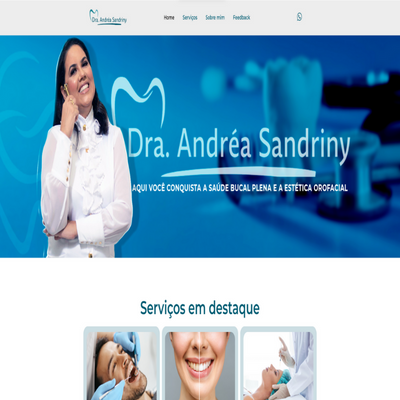 Dra. Andréa Sandriny
Home Serviços Sobre mim Feedback
Dra. Andréa Sandriny
AQUI VOCÊ CONQUISTA A SAÚDE BUCAL PLENA E A ESTÉTICA OROFACIAL
Serviços em destaque